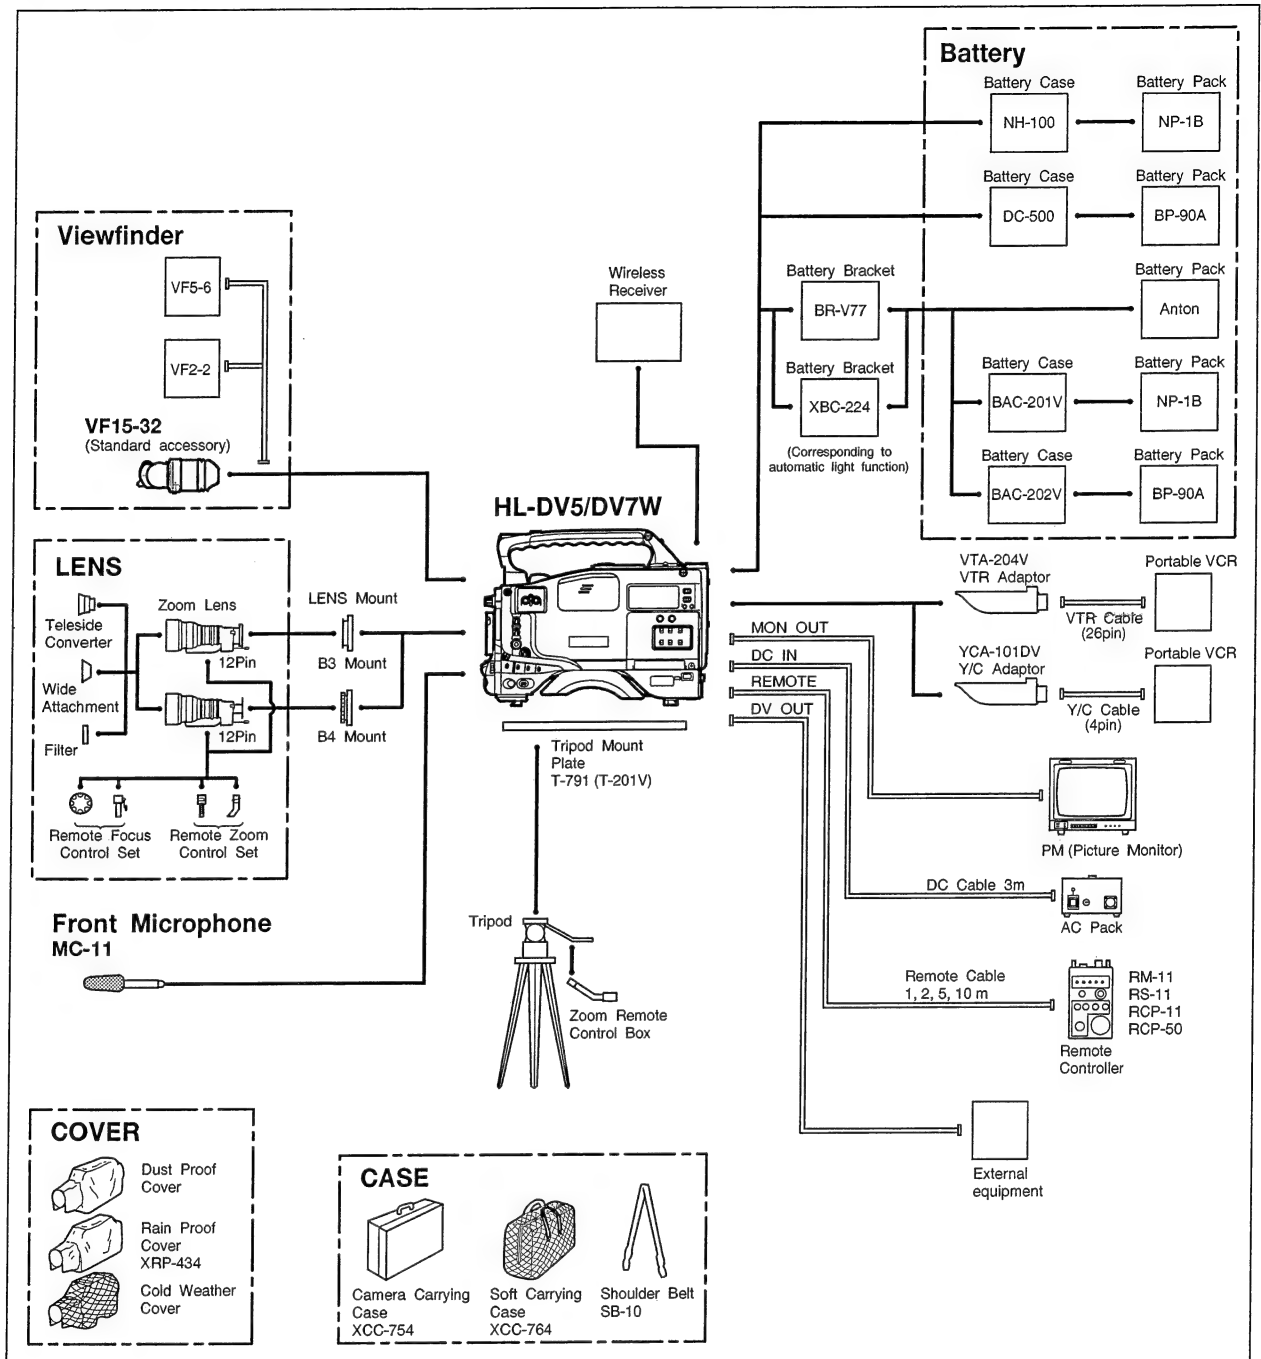 Battery
Battery Case
Battery Pack
NH-100
NP-1B
Battery Case
Battery Pack
DC-500
BP-90A
Viewfinder
VF5-6
VF2-2
VF15-32
(Standard accessory)
Wireless
Receiver
Battery Bracket
BR-V77
Battery Pack
Anton
Battery Bracket
XBC-224
(Corresponding to
automatic light function)
Battery Case
Battery Pack
BAC-201V
NP-1B
Battery Case
Battery Pack
BAC-202V
BP-90A
HL-DV5/DV7W
LENS
Teleside
Converter
Wide
Attachment
Filter
Zoom Lens
12Pin
12Pin
LENS Mount
B3 Mount
B4 Mount
Remote Focus
Control Set
Remote Zoom
Control Set
VTA-204V
VTR Adaptor
Portable VCR
VTR Cable
(26pin)
YCA-101DV
Y/C Adaptor
Portable VCR
Y/C Cable
(4pin)
MON OUT
DC IN
REMOTE
DV OUT
Tripod Mount
Plate
T-791 (T-201V)
PM (Picture Monitor)
DC Cable 3m
AC Pack
Front Microphone
MC-11
Tripod
Zoom Remote
Control Box
Remote Cable
1, 2, 5, 10 m
RM-11
RS-11
RCP-11
RCP-50
Remote
Controller
External
equipment
COVER
Dust Proof
Cover
Rain Proof
Cover
XRP-434
Cold Weather
Cover
CASE
Camera Carrying
Case
XCC-754
Soft Carrying
Case
XCC-764
Shoulder Belt
SB-10